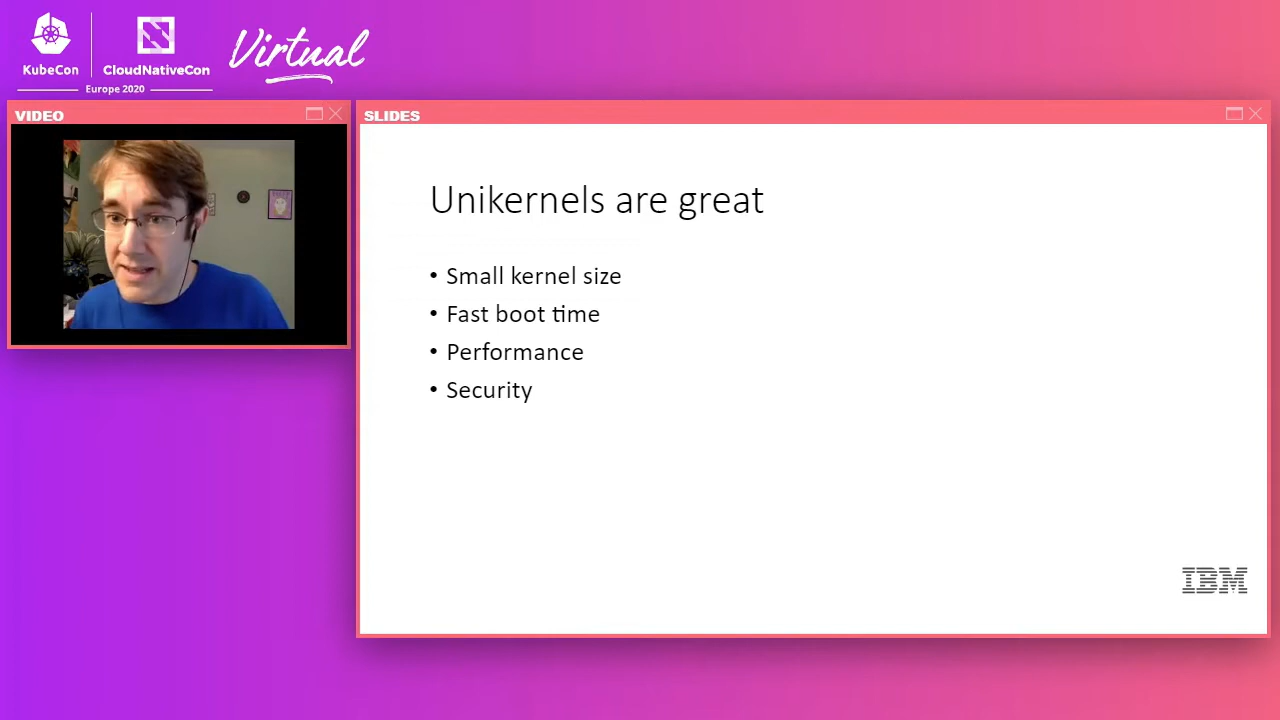 KubeCon
CloudNativeCon
Europe 2020
Virtual
VIDEO
SLIDES
Unikernels are great
• Small kernel size
• Fast boot time
• Performance
• Security
IBM